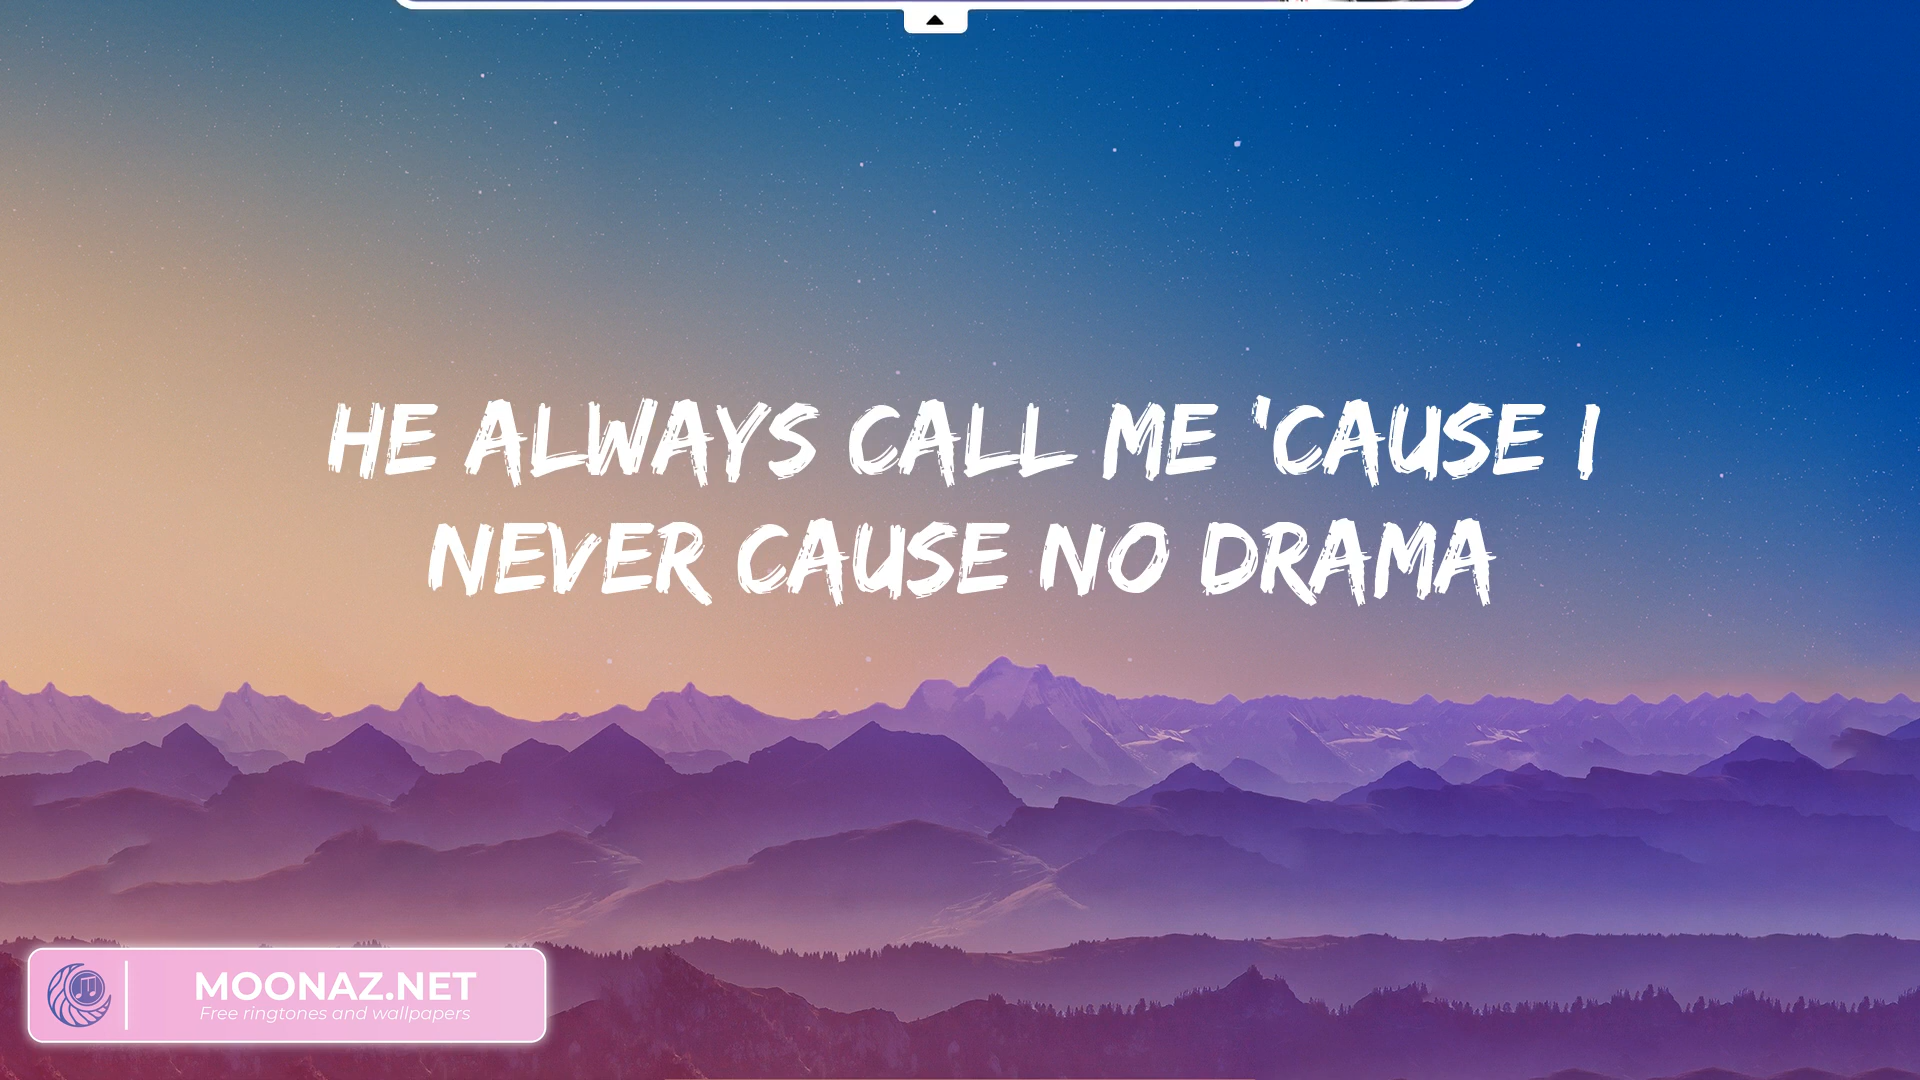 HE ALWAYS CALL ME 'CAUSE I
NEVER CAUSE NO DRAMA
MOONAZ.NET
Free ringtones and wallpapers